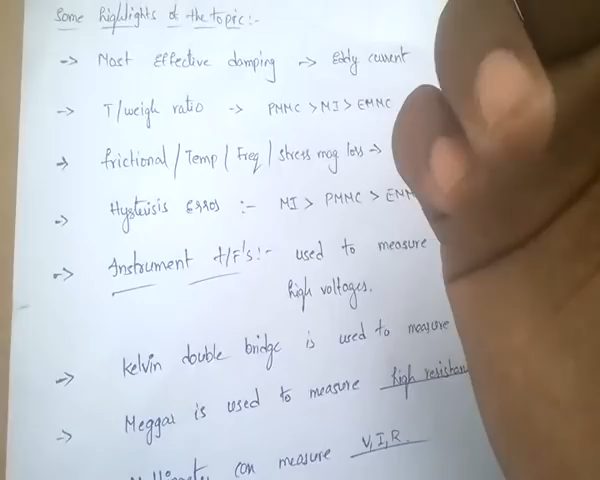 Some highlights of the topic:-
-> Most Effective damping -> Eddy current
-> T/weigh ratio -> PMMC > MI > EMMC
-> frictional / Temp / Freq / stress mag loss ->
-> Hysterisis Error :- MI > PMMC >
-> Instrument t/f's:- used to measure
high voltages.
-> Kelvin double bridge is used to measure
-> Meggar is used to measure high
can measure V, I, R